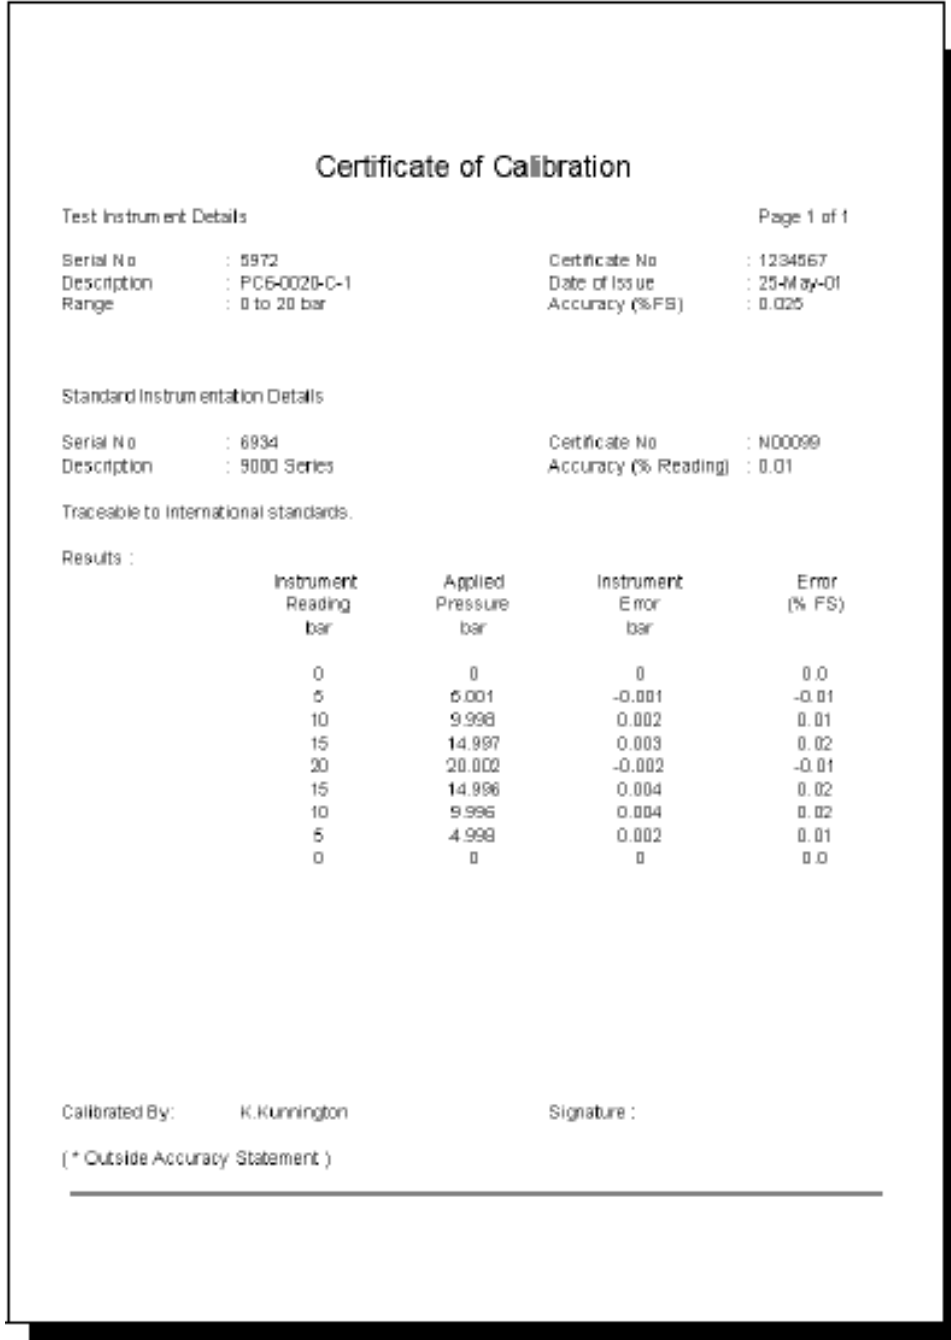 Certificate of Calibration
Test Instrument Details Page 1 of 1
Serial No : 5972 Certificate No : 1234567
Description : PC6-0020-C-1 Date of Issue : 25-May-01
Range : 0 to 20 bar Accuracy (%FS) : 0.025
Standard Instrumentation Details
Serial No : 6934 Certificate No : N00099
Description : 9000 Series Accuracy (% Reading) : 0.01
Traceable to International standards.
Results :
Instrument Applied Instrument Error
Reading Pressure Error (% FS)
bar bar bar
0 0 0 0.0
5 5.001 -0.001 -0.01
10 9.998 0.002 0.01
15 14.997 0.003 0.02
20 20.002 -0.002 -0.01
15 14.996 0.004 0.02
10 9.996 0.004 0.02
5 4.998 0.002 0.01
0 0 0 0.0
Calibrated By: K.Kunnington Signature :
( * Outside Accuracy Statement )